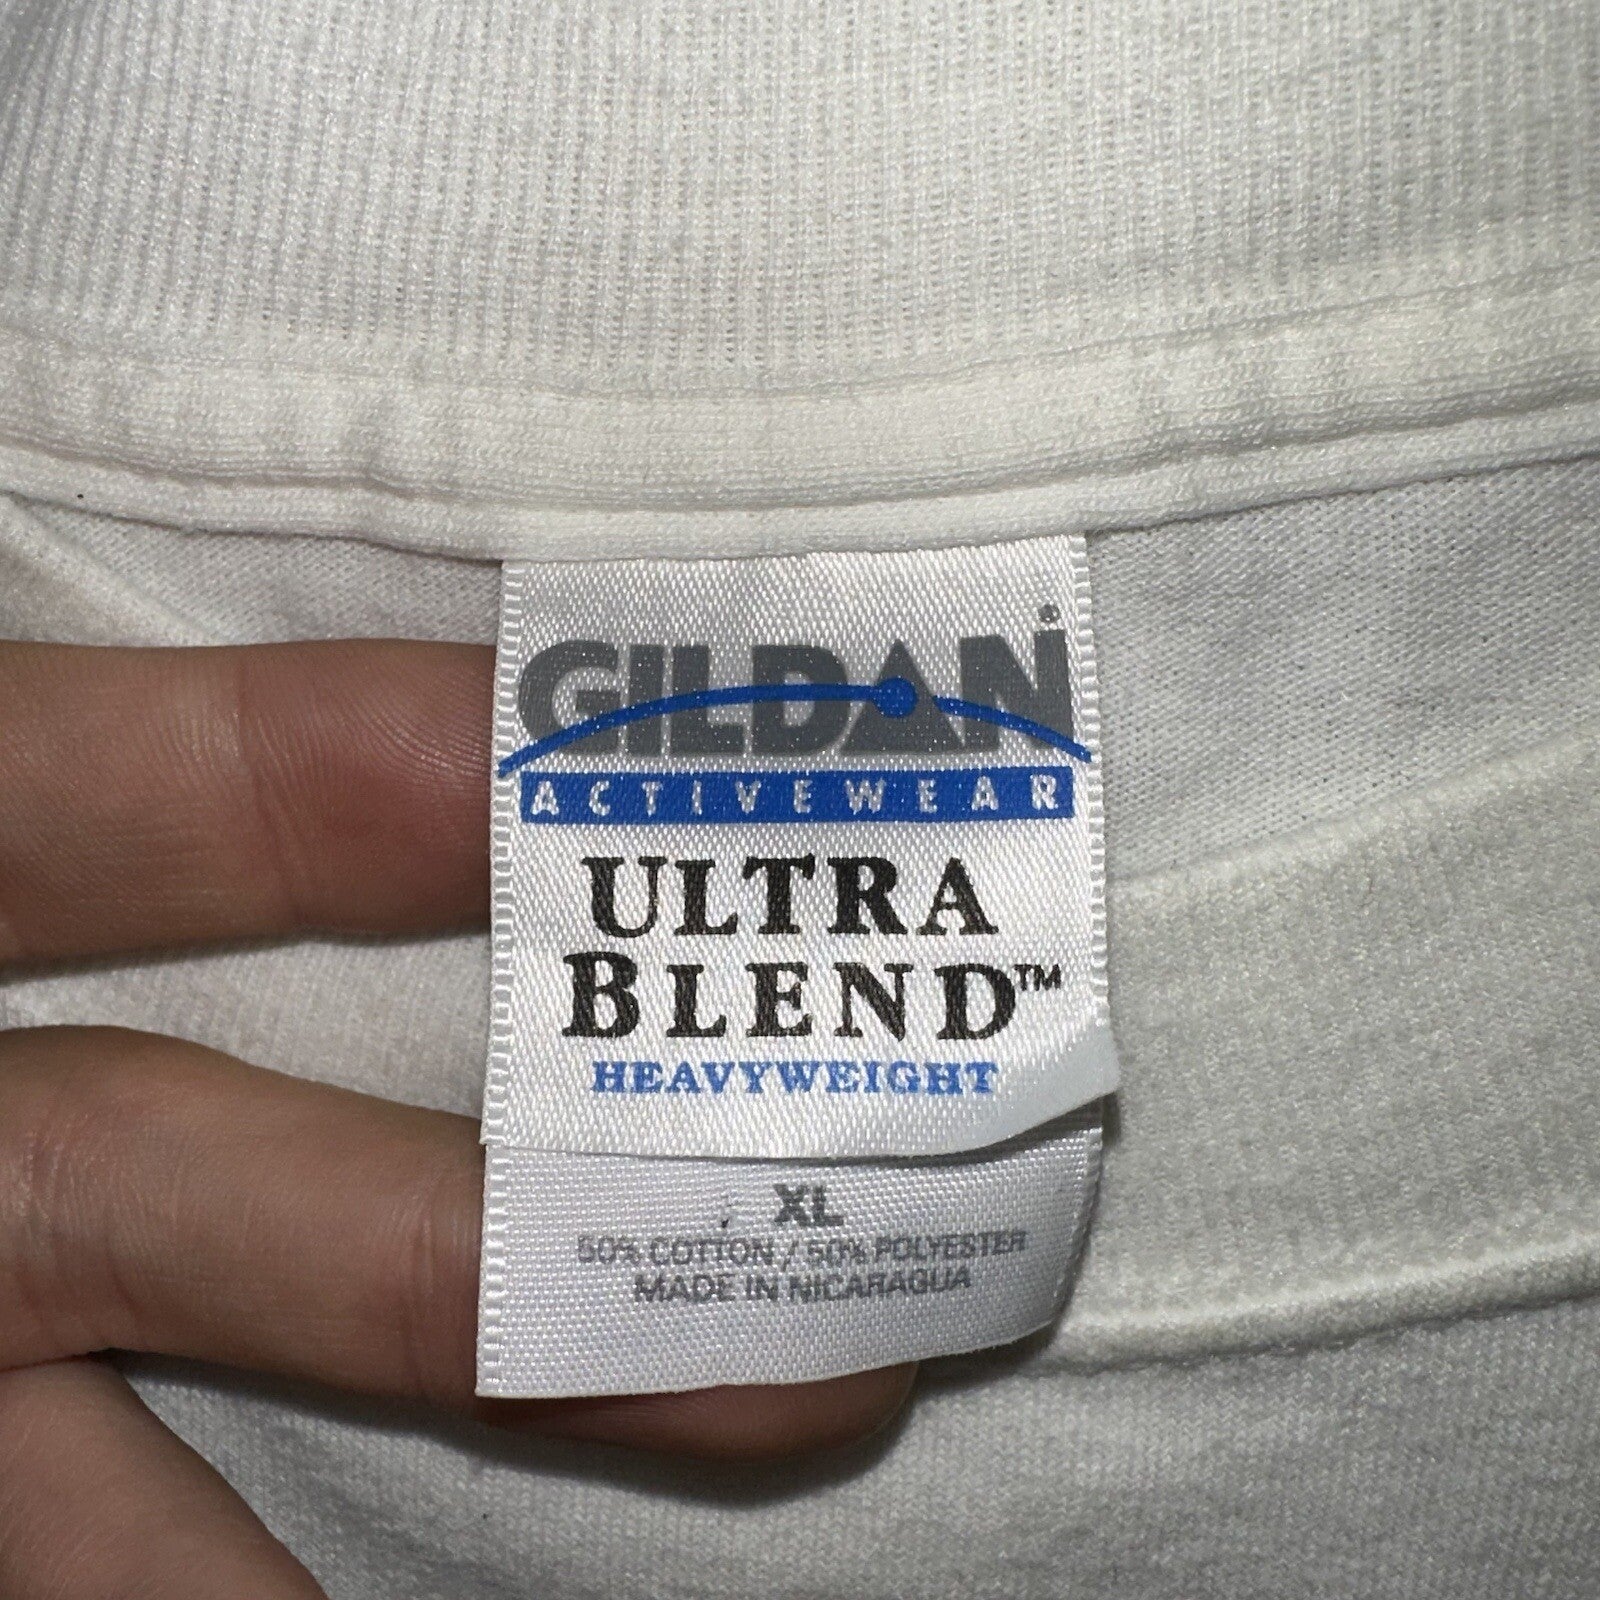 GILDAN®
ACTIVEWEAR
ULTRA
BLEND™
HEAVYWEIGHT
XL
50% COTTON / 50% POLYESTER
MADE IN NICARAGUA